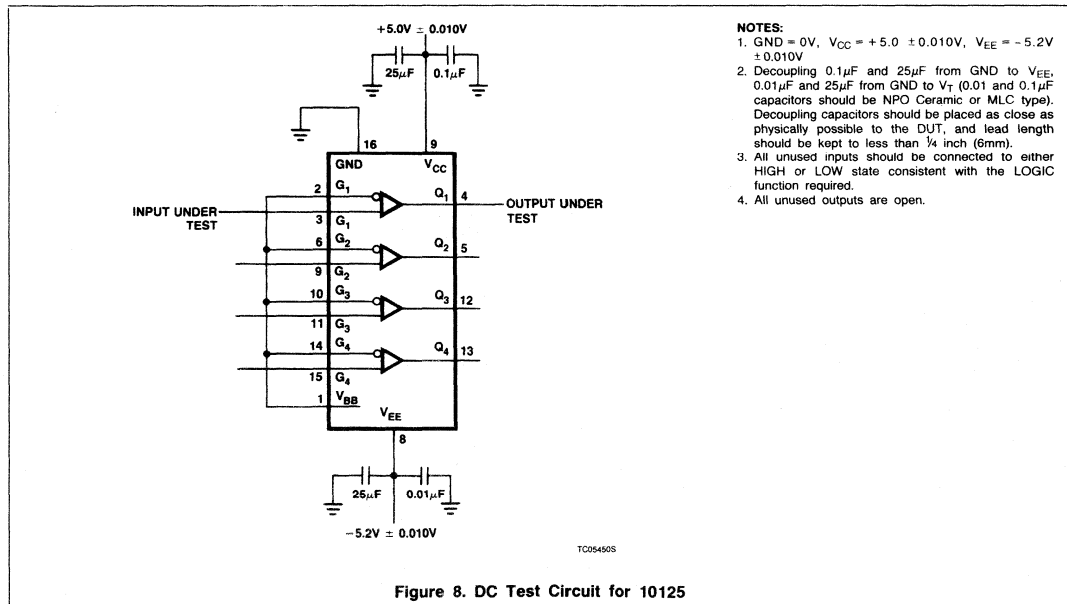 +5.0V ± 0.010V
25μF
0.1μF
16
9
GND
VCC
2
G1
Q1
4
OUTPUT UNDER
TEST
INPUT UNDER
TEST
3
G1
6
G2
Q2
5
9
G2
10
G3
Q3
12
11
G3
14
G4
Q4
13
15
G4
1
VBB
VEE
8
25μF
0.01μF
−5.2V ± 0.010V
TC05450S
NOTES:
1. GND = 0V, VCC = +5.0 ±0.010V, VEE = −5.2V
±0.010V
2. Decoupling 0.1μF and 25μF from GND to VEE,
0.01μF and 25μF from GND to VT (0.01 and 0.1μF
capacitors should be NPO Ceramic or MLC type).
Decoupling capacitors should be placed as close as
physically possible to the DUT, and lead length
should be kept to less than ¼ inch (6mm).
3. All unused inputs should be connected to either
HIGH or LOW state consistent with the LOGIC
function required.
4. All unused outputs are open.
Figure 8. DC Test Circuit for 10125